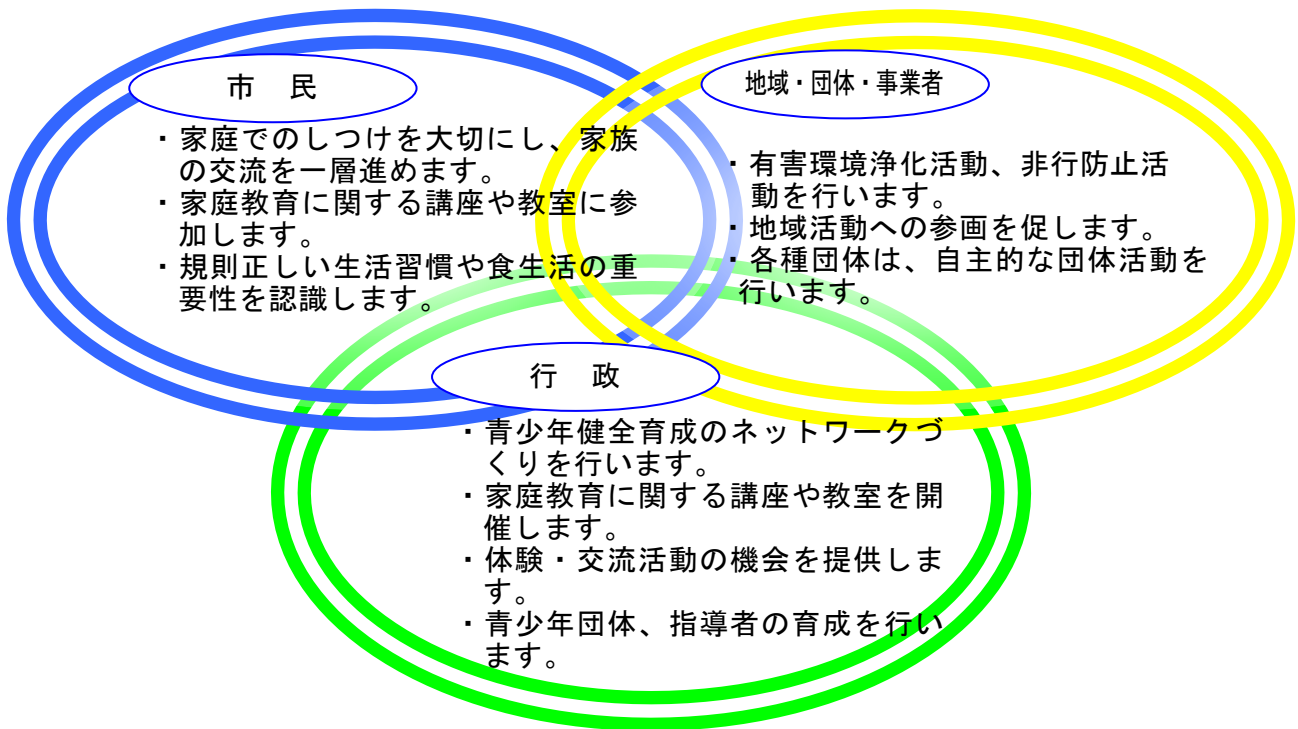 市　民
・家庭でのしつけを大切にし、家族
の交流を一層進めます。
・家庭教育に関する講座や教室に参
加します。
・規則正しい生活習慣や食生活の重
要性を認識します。
地域・団体・事業者
・有害環境浄化活動、非行防止活
動を行います。
・地域活動への参画を促します。
・各種団体は、自主的な団体活動を
行います。
行　政
・青少年健全育成のネットワークづ
くりを行います。
・家庭教育に関する講座や教室を開
催します。
・体験・交流活動の機会を提供しま
す。
・青少年団体、指導者の育成を行い
ます。